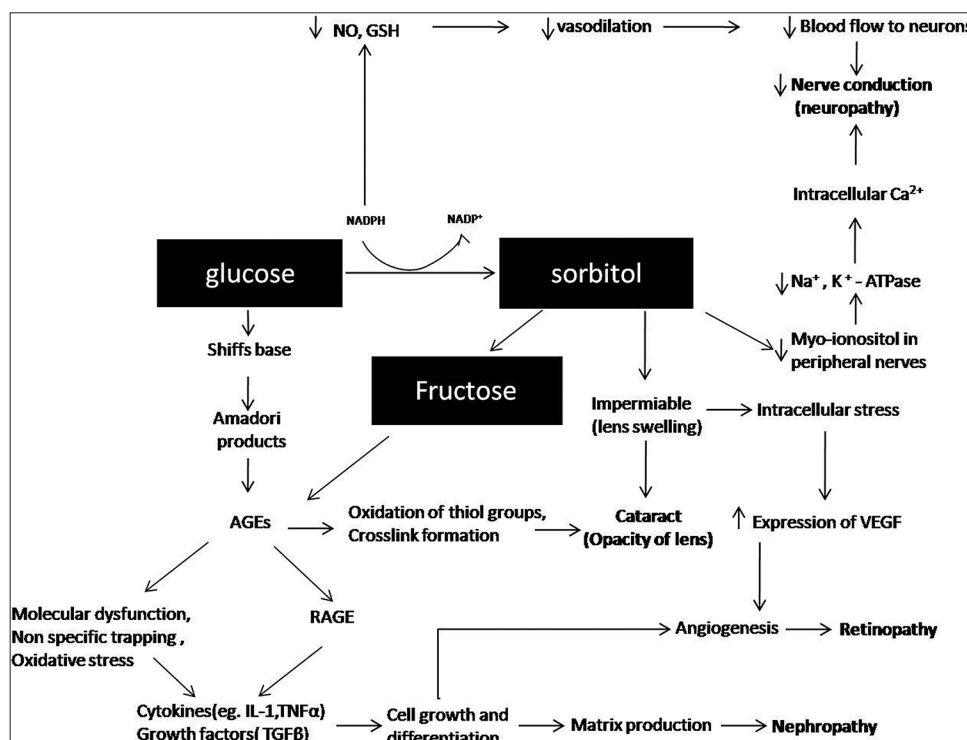 ↓ NO, GSH
↓ vasodilation
↓ Blood flow to neurons
↓ Nerve conduction
(neuropathy)
Intracellular Ca²⁺
NADPH
NADP⁺
glucose
sorbitol
↓ Na⁺ , K⁺ - ATPase
Shiffs base
↓ Myo-ionositol in
peripheral nerves
Fructose
Amadori
products
Impermiable
(lens swelling)
Intracellular stress
AGEs
Oxidation of thiol groups,
Crosslink formation
Cataract
(Opacity of lens)
↑ Expression of VEGF
Molecular dysfunction,
Non specific trapping ,
Oxidative stress
RAGE
Angiogenesis
Retinopathy
Cytokines(eg. IL-1,TNFα)
Growth factors( TGFβ)
Cell growth and
differentiation
Matrix production
Nephropathy